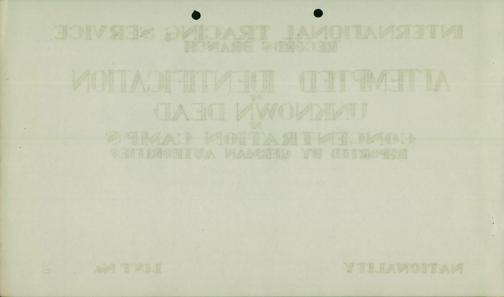 INTERNATIONAL TRACING SERVICE
RECORDS BRANCH
ATTEMPTED IDENTIFICATION
OF
UNKNOWN DEAD
IN
CONCENTRATION CAMPS
REPORTED BY GERMAN AUTHORITIES
NATIONALITY LIST No.